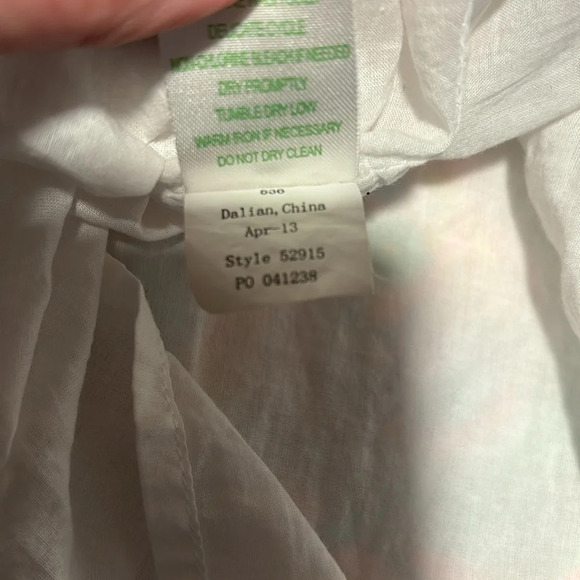 DELICATE CYCLE
NON-CHLORINE BLEACH IF NEEDED
DRY PROMPTLY
TUMBLE DRY LOW
WARM IRON IF NECESSARY
DO NOT DRY CLEAN
Dalian, China
Apr-13
Style 52915
PO 041238